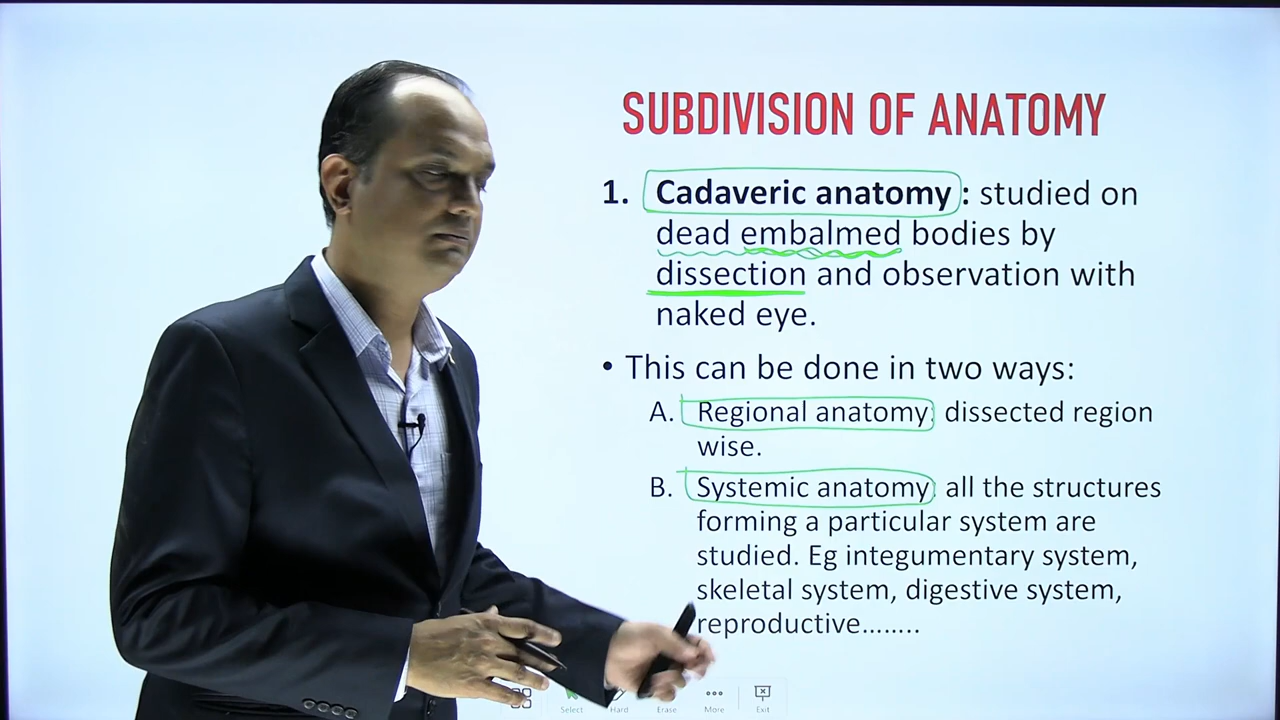 SUBDIVISION OF ANATOMY
1. Cadaveric anatomy : studied on
dead embalmed bodies by
dissection and observation with
naked eye.
• This can be done in two ways:
A. Regional anatomy: dissected region
wise.
B. Systemic anatomy: all the structures
forming a particular system are
studied. Eg integumentary system,
skeletal system, digestive system,
reproductive........
Select Hard Erase More Exit